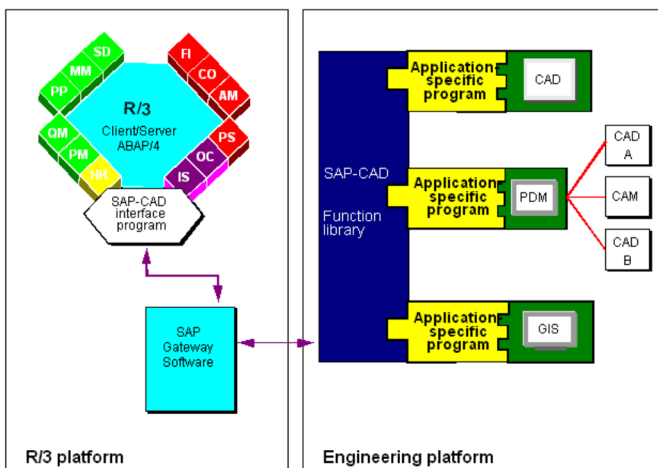 SD
MM
PP
FI
CO
AM
R/3
Client/Server
ABAP/4
QM
PM
HR
PS
OC
IS
SAP-CAD
interface
program
SAP
Gateway
Software
R/3 platform
SAP-CAD
Function
library
Application-
specific
program
CAD
Application-
specific
program
PDM
CAD
A
CAM
CAD
B
Application-
specific
program
GIS
Engineering platform